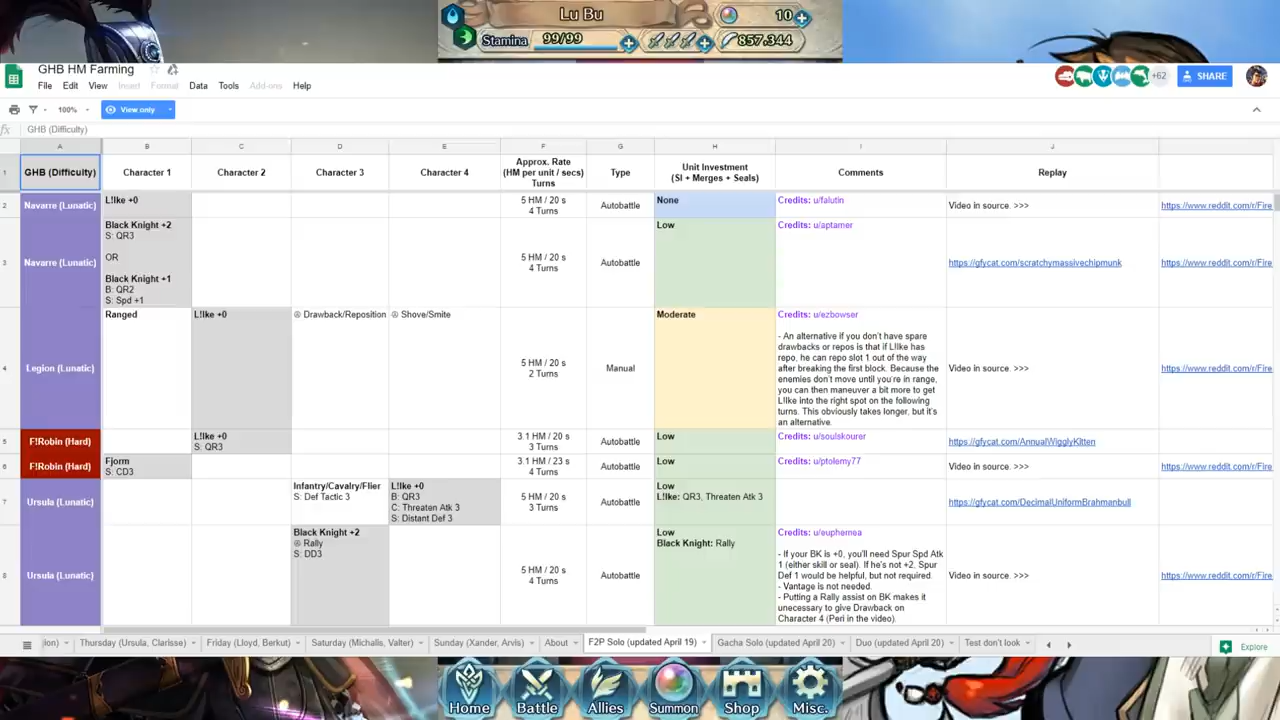 Lu Bu
10
Stamina 99/99
857,344
GHB HM Farming
+62
SHARE
File Edit View Insert Format Data Tools Add-ons Help
100%
View only
fx GHB (Difficulty)
A B C D E F G H I J
1 GHB (Difficulty) Character 1 Character 2 Character 3 Character 4 Approx. Rate (HM per unit / secs) Turns Type Unit Investment (SI + Merges + Seals) Comments Replay
2 Navarre (Lunatic) L!Ike +0 5 HM / 20 s 4 Turns Autobattle None Credits: u/falutin Video in source. >>> https://www.reddit.com/r/Fire
3 Navarre (Lunatic)
Black Knight +2
S: QR3
OR
Black Knight +1
B: QR2
S: Spd +1
5 HM / 20 s
4 Turns
Autobattle
Low
Credits: u/aptamer
https://gfycat.com/scratchymassivechipmunk
https://www.reddit.com/r/Fire
4 Legion (Lunatic)
Ranged
L!Ike +0
Drawback/Reposition
Shove/Smite
5 HM / 20 s
2 Turns
Manual
Moderate
Credits: u/ezbowser
- An alternative if you don't have spare
drawbacks or repos is that if L!Ike has
repo, he can repo slot 1 out of the way
after breaking the first block. Because the
enemies don't move until you're in range,
you can then maneuver a bit more to get
L!Ike into the right spot on the following
turns. This obviously takes longer, but it's
an alternative.
Video in source. >>>
https://www.reddit.com/r/Fire
5 F!Robin (Hard)
L!Ike +0
S: QR3
3.1 HM / 20 s
3 Turns
Autobattle
Low
Credits: u/soulskourer
https://gfycat.com/AnnualWigglyKitten
6 F!Robin (Hard)
Fjorm
S: CD3
3.1 HM / 23 s
4 Turns
Autobattle
Low
Credits: u/ptolemy77
Video in source. >>>
https://www.reddit.com/r/Fire
7 Ursula (Lunatic)
Infantry/Cavalry/Flier
S: Def Tactic 3
L!Ike +0
B: QR3
C: Threaten Atk 3
S: Distant Def 3
5 HM / 20 s
3 Turns
Autobattle
Low
L!Ike: QR3, Threaten Atk 3
https://gfycat.com/DecimalUniformBrahmanbull
8 Ursula (Lunatic)
Black Knight +2
Rally
S: DD3
5 HM / 20 s
4 Turns
Autobattle
Low
Black Knight: Rally
Credits: u/euphemea
- If your BK is +0, you'll need Spur Spd Atk
1 (either skill or seal). If he's not +2, Spur
Def 1 would be helpful, but not required.
- Vantage is not needed.
- Putting a Rally assist on BK makes it
unecessary to give Drawback on
Character 4 (Peri in the video).
Video in source. >>>
https://www.reddit.com/r/Fire
ion) Thursday (Ursula, Clarisse) Friday (Lloyd, Berkut) Saturday (Michalis, Valter) Sunday (Xander, Arvis) About F2P Solo (updated April 19) Gacha Solo (updated April 20) Duo (updated April 20) Test don't look
Explore
Home Battle Allies Summon Shop Misc.